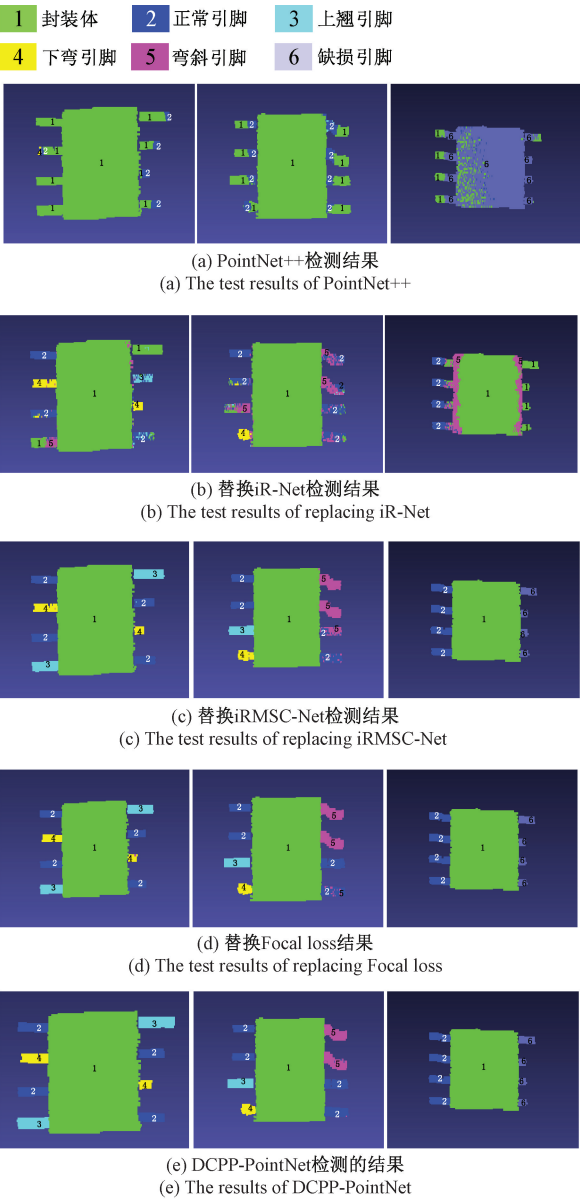 1 封装体 2 正常引脚 3 上翘引脚
4 下弯引脚 5 弯斜引脚 6 缺损引脚
(a) PointNet++检测结果
(a) The test results of PointNet++
(b) 替换iR-Net检测结果
(b) The test results of replacing iR-Net
(c) 替换iRMSC-Net检测结果
(c) The test results of replacing iRMSC-Net
(d) 替换Focal loss结果
(d) The test results of replacing Focal loss
(e) DCPP-PointNet检测的结果
(e) The results of DCPP-PointNet